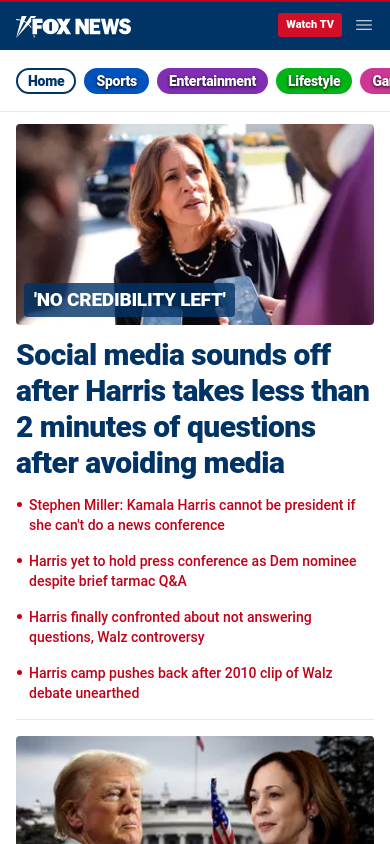 FOX NEWS
Watch TV
Home
Sports
Entertainment
Lifestyle
'NO CREDIBILITY LEFT'
Social media sounds off
after Harris takes less than
2 minutes of questions
after avoiding media
Stephen Miller: Kamala Harris cannot be president if
she can't do a news conference
Harris yet to hold press conference as Dem nominee
despite brief tarmac Q&A
Harris finally confronted about not answering
questions, Walz controversy
Harris camp pushes back after 2010 clip of Walz
debate unearthed